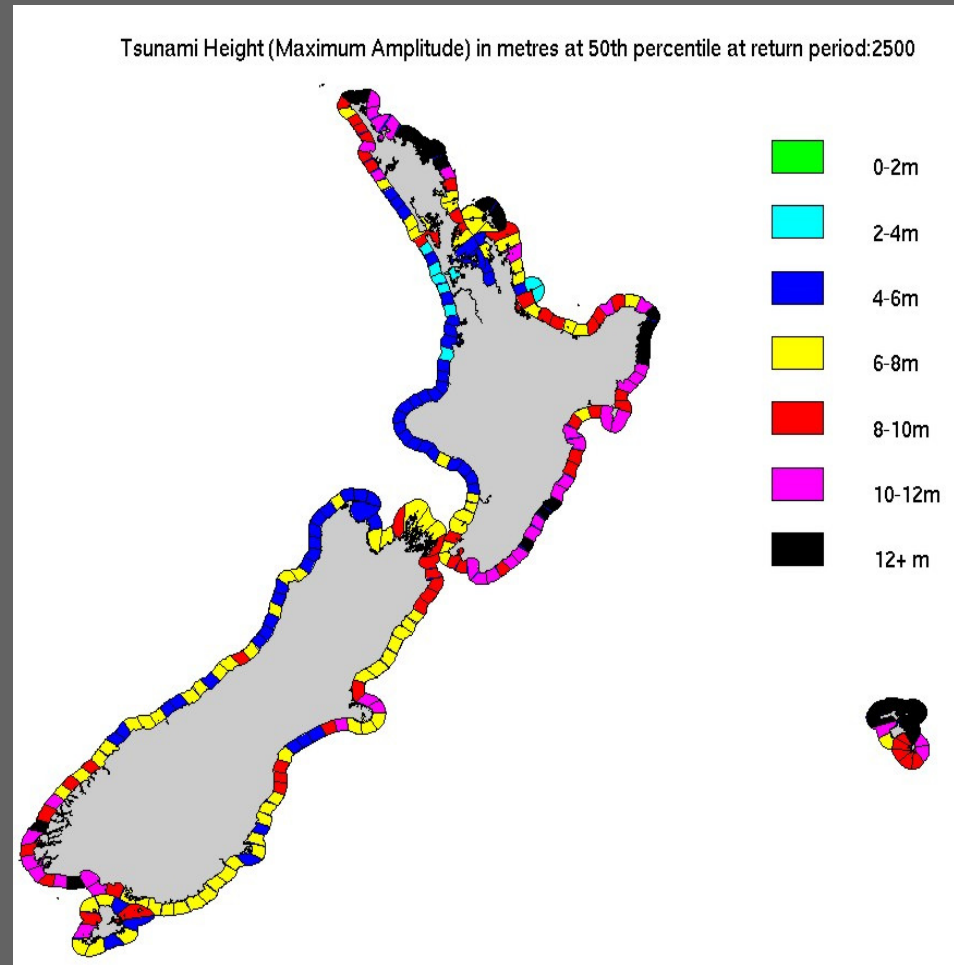 Tsunami Height (Maximum Amplitude) in metres at 50th percentile at return period:2500
0-2m
2-4m
4-6m
6-8m
8-10m
10-12m
12+ m